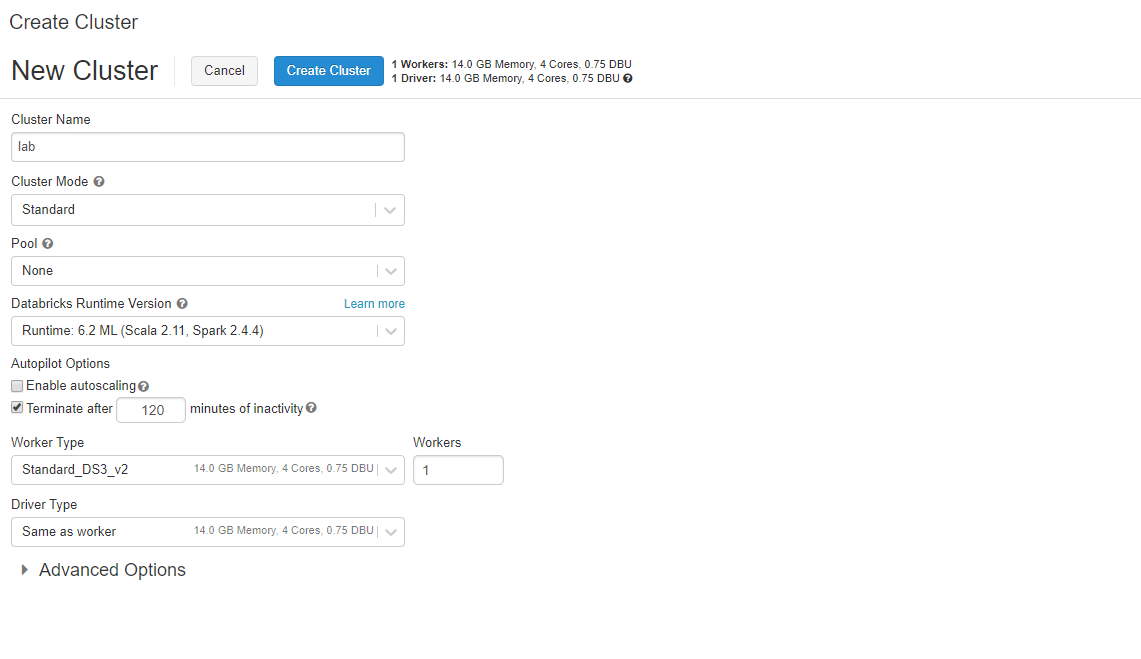 Create Cluster
New Cluster
Cancel
Create Cluster
1 Workers: 14.0 GB Memory, 4 Cores, 0.75 DBU
1 Driver: 14.0 GB Memory, 4 Cores, 0.75 DBU ?
Cluster Name
lab
Cluster Mode ?
Standard
Pool ?
None
Databricks Runtime Version ? Learn more
Runtime: 6.2 ML (Scala 2.11, Spark 2.4.4)
Autopilot Options
Enable autoscaling ?
Terminate after 120 minutes of inactivity ?
Worker Type Workers
Standard_DS3_v2 14.0 GB Memory, 4 Cores, 0.75 DBU 1
Driver Type
Same as worker 14.0 GB Memory, 4 Cores, 0.75 DBU
Advanced Options